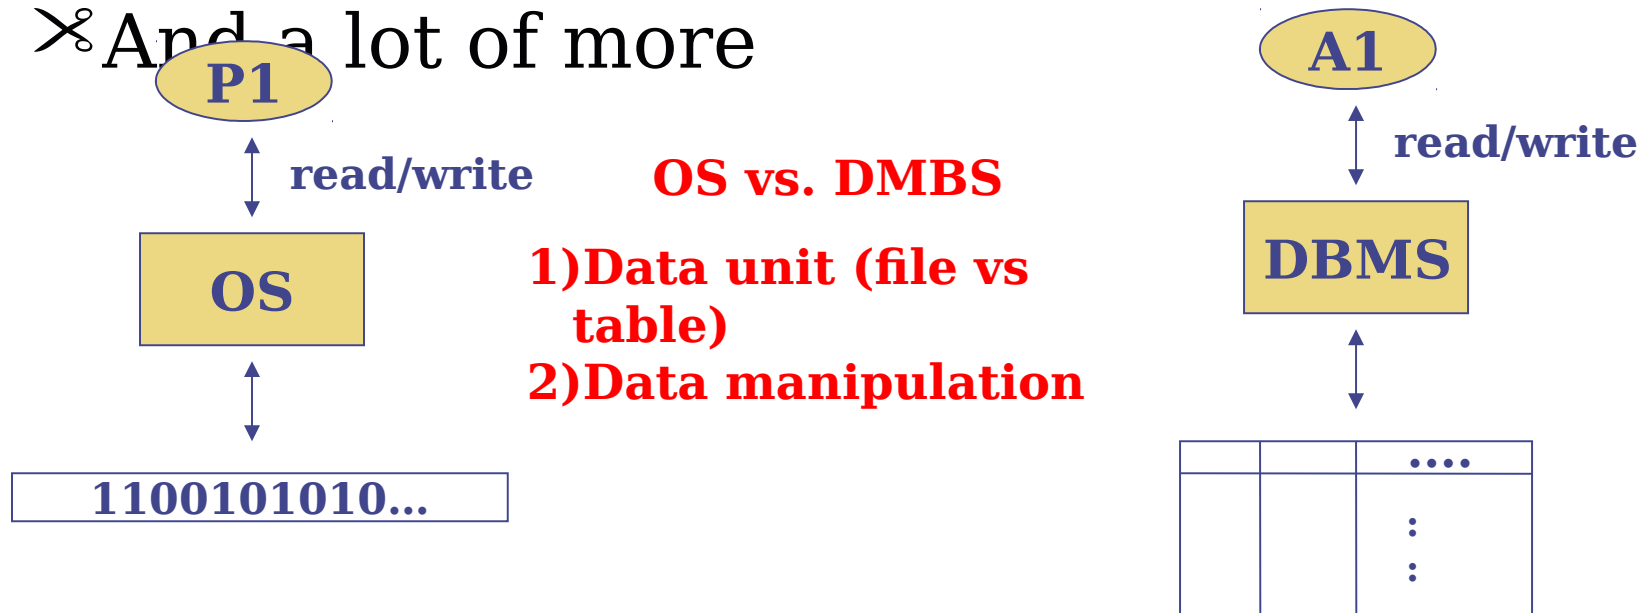 And a lot of more
P1
A1
read/write
read/write
OS vs. DMBS
OS
DBMS
1)Data unit (file vs
table)
2)Data manipulation
1100101010...
....
:
: